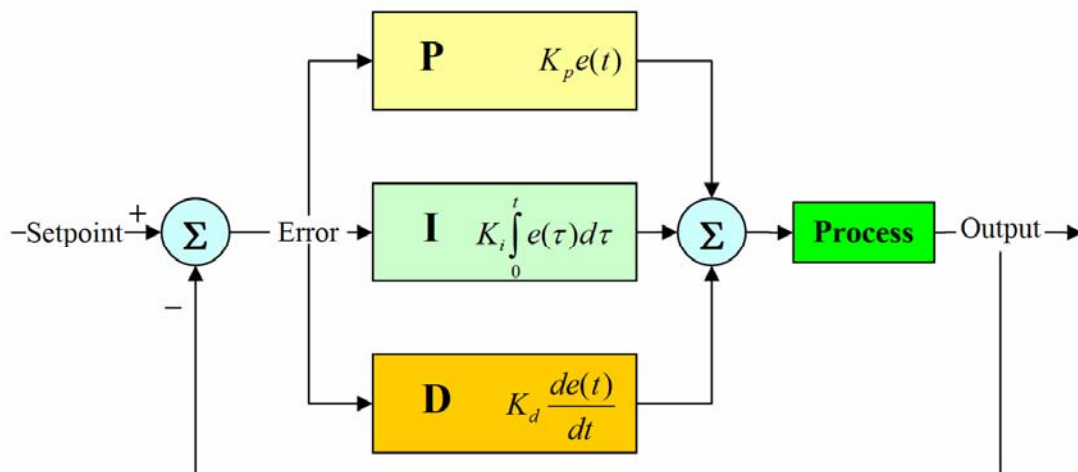 P K_p e(t)
+
Setpoint
Σ
Error
I K_i ∫_0^t e(τ)dτ
Σ
Process
Output
−
D K_d de(t)/dt